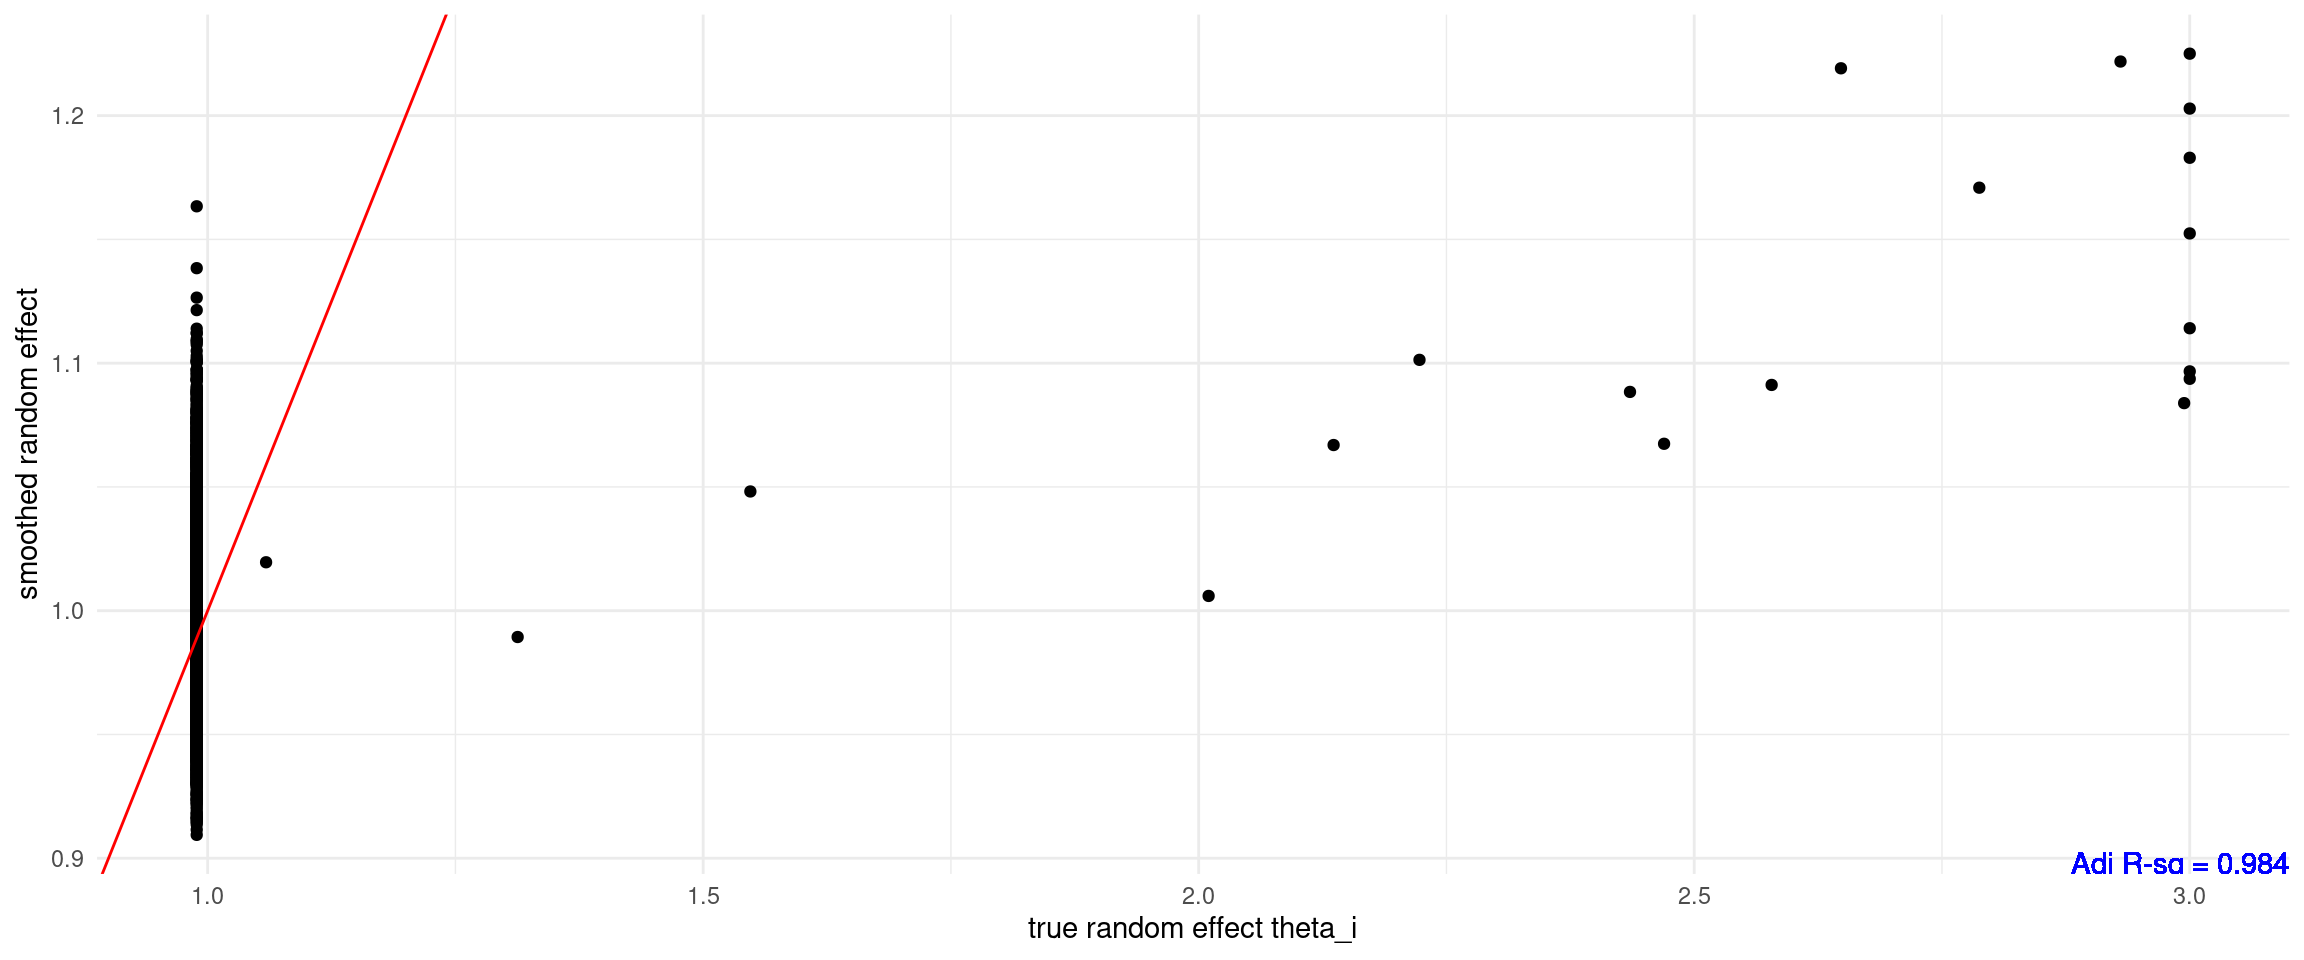 smoothed random effect
1.2
1.1
1.0
0.9
Adj R-sq = 0.984
1.0 1.5 2.0 2.5 3.0
true random effect theta_i